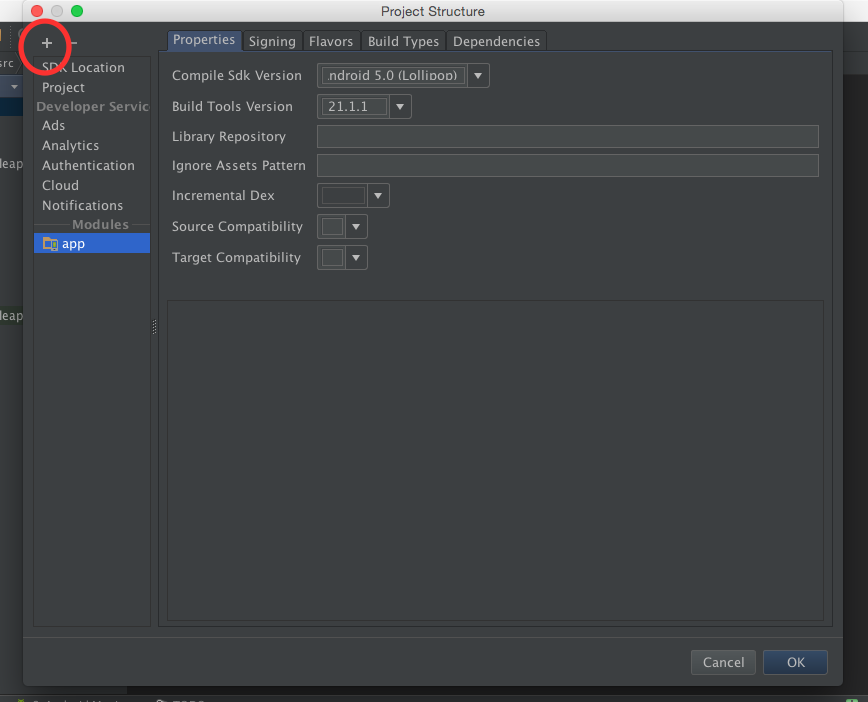 Project Structure
Properties Signing Flavors Build Types Dependencies
src
SDK Location
Project
Developer Servic
Ads
Analytics
Authentication
Cloud
Notifications
Modules
app
Compile Sdk Version .ndroid 5.0 (Lollipop)
Build Tools Version 21.1.1
Library Repository
Ignore Assets Pattern
Incremental Dex
Source Compatibility
Target Compatibility
leap
leap
Cancel OK